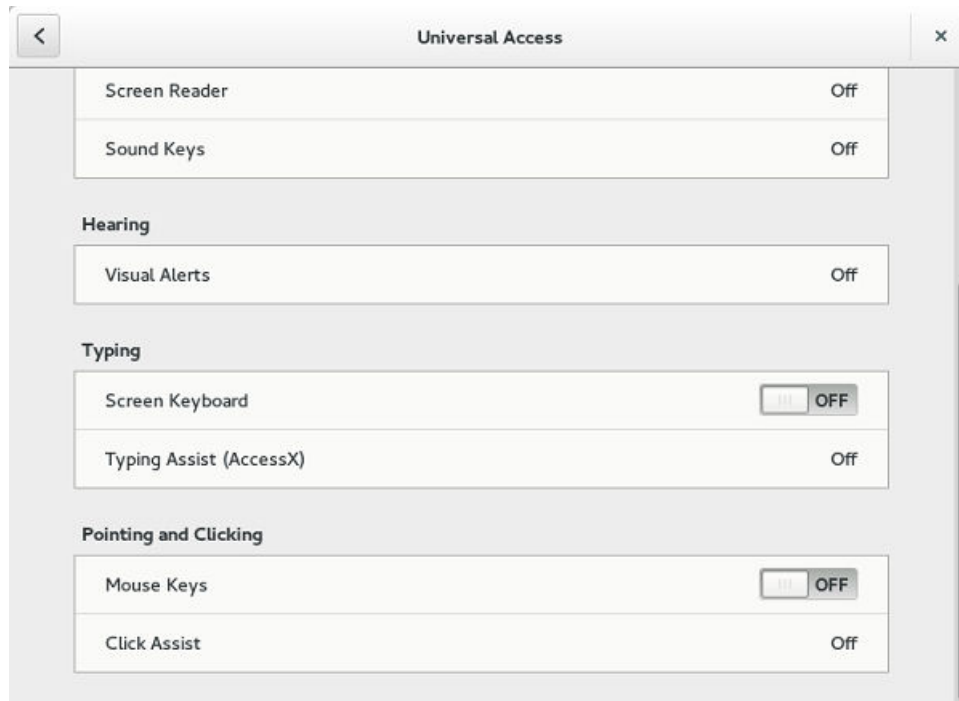 Universal Access
Screen Reader Off
Sound Keys Off
Hearing
Visual Alerts Off
Typing
Screen Keyboard OFF
Typing Assist (AccessX) Off
Pointing and Clicking
Mouse Keys OFF
Click Assist Off